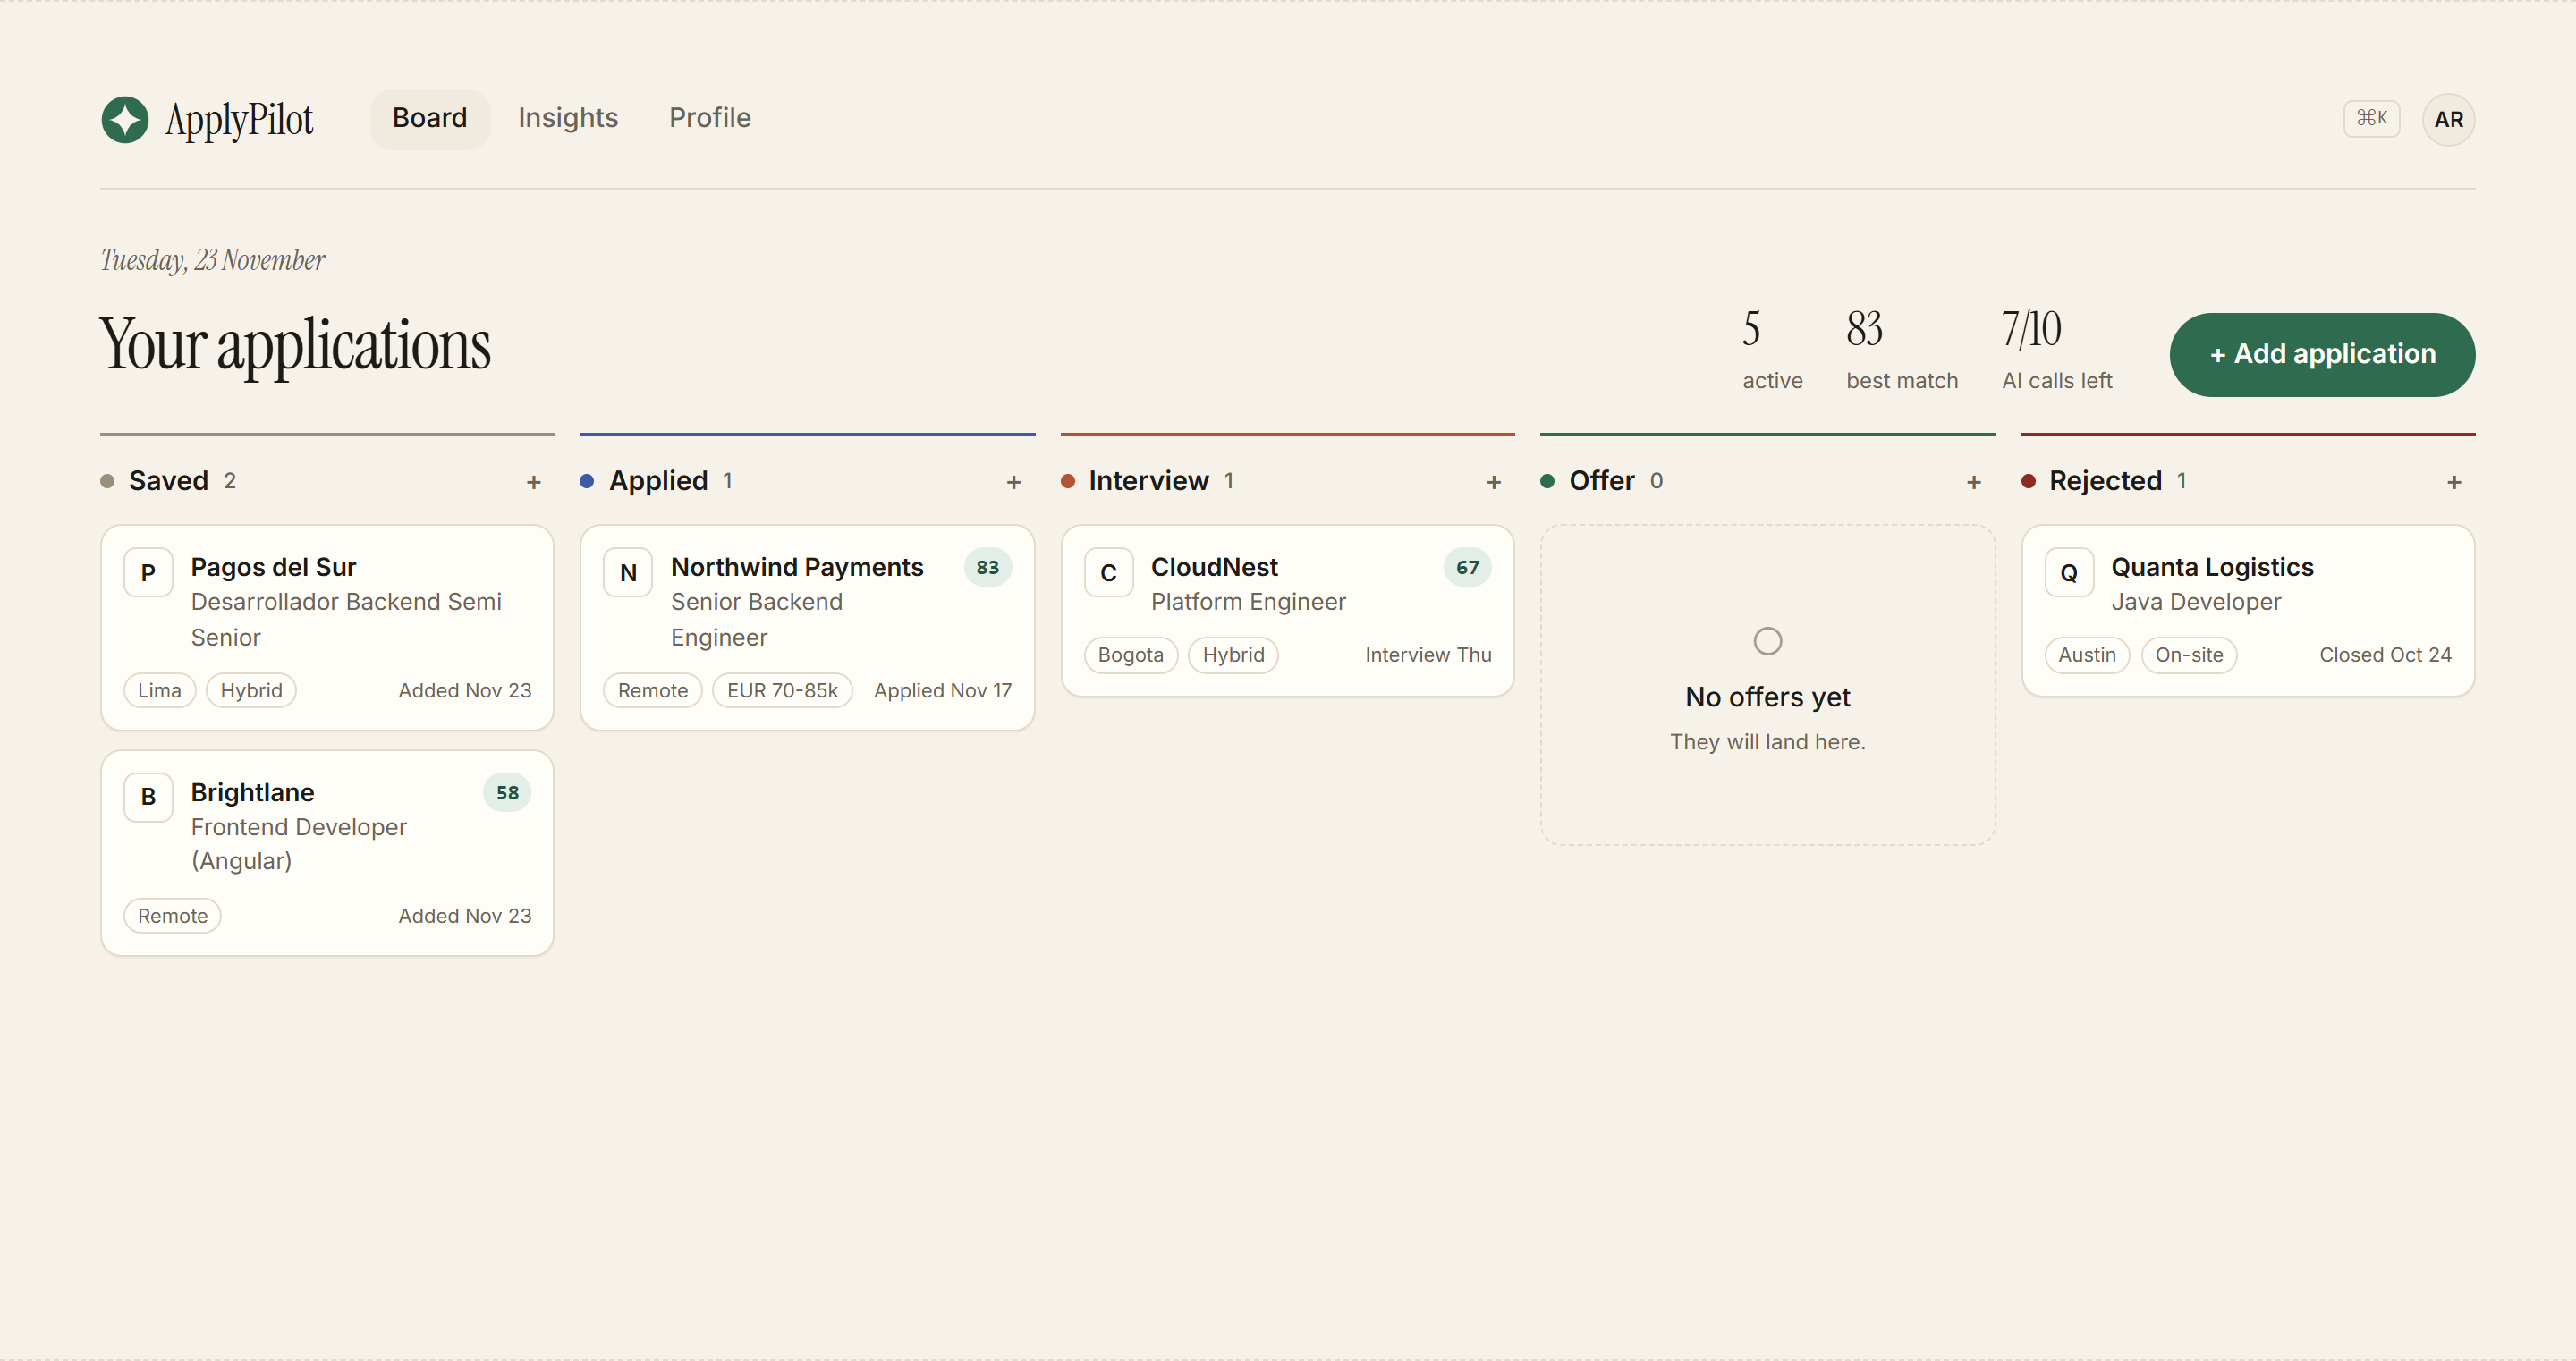 ApplyPilot
Board
Insights
Profile
⌘K
AR
Tuesday, 23 November
Your applications
5
active
83
best match
7/10
AI calls left
+ Add application
Saved 2 +
P
Pagos del Sur
Desarrollador Backend Semi
Senior
Lima
Hybrid
Added Nov 23
B
Brightlane
58
Frontend Developer
(Angular)
Remote
Added Nov 23
Applied 1 +
N
Northwind Payments
83
Senior Backend
Engineer
Remote
EUR 70-85k
Applied Nov 17
Interview 1 +
C
CloudNest
67
Platform Engineer
Bogota
Hybrid
Interview Thu
Offer 0 +
No offers yet
They will land here.
Rejected 1 +
Q
Quanta Logistics
Java Developer
Austin
On-site
Closed Oct 24